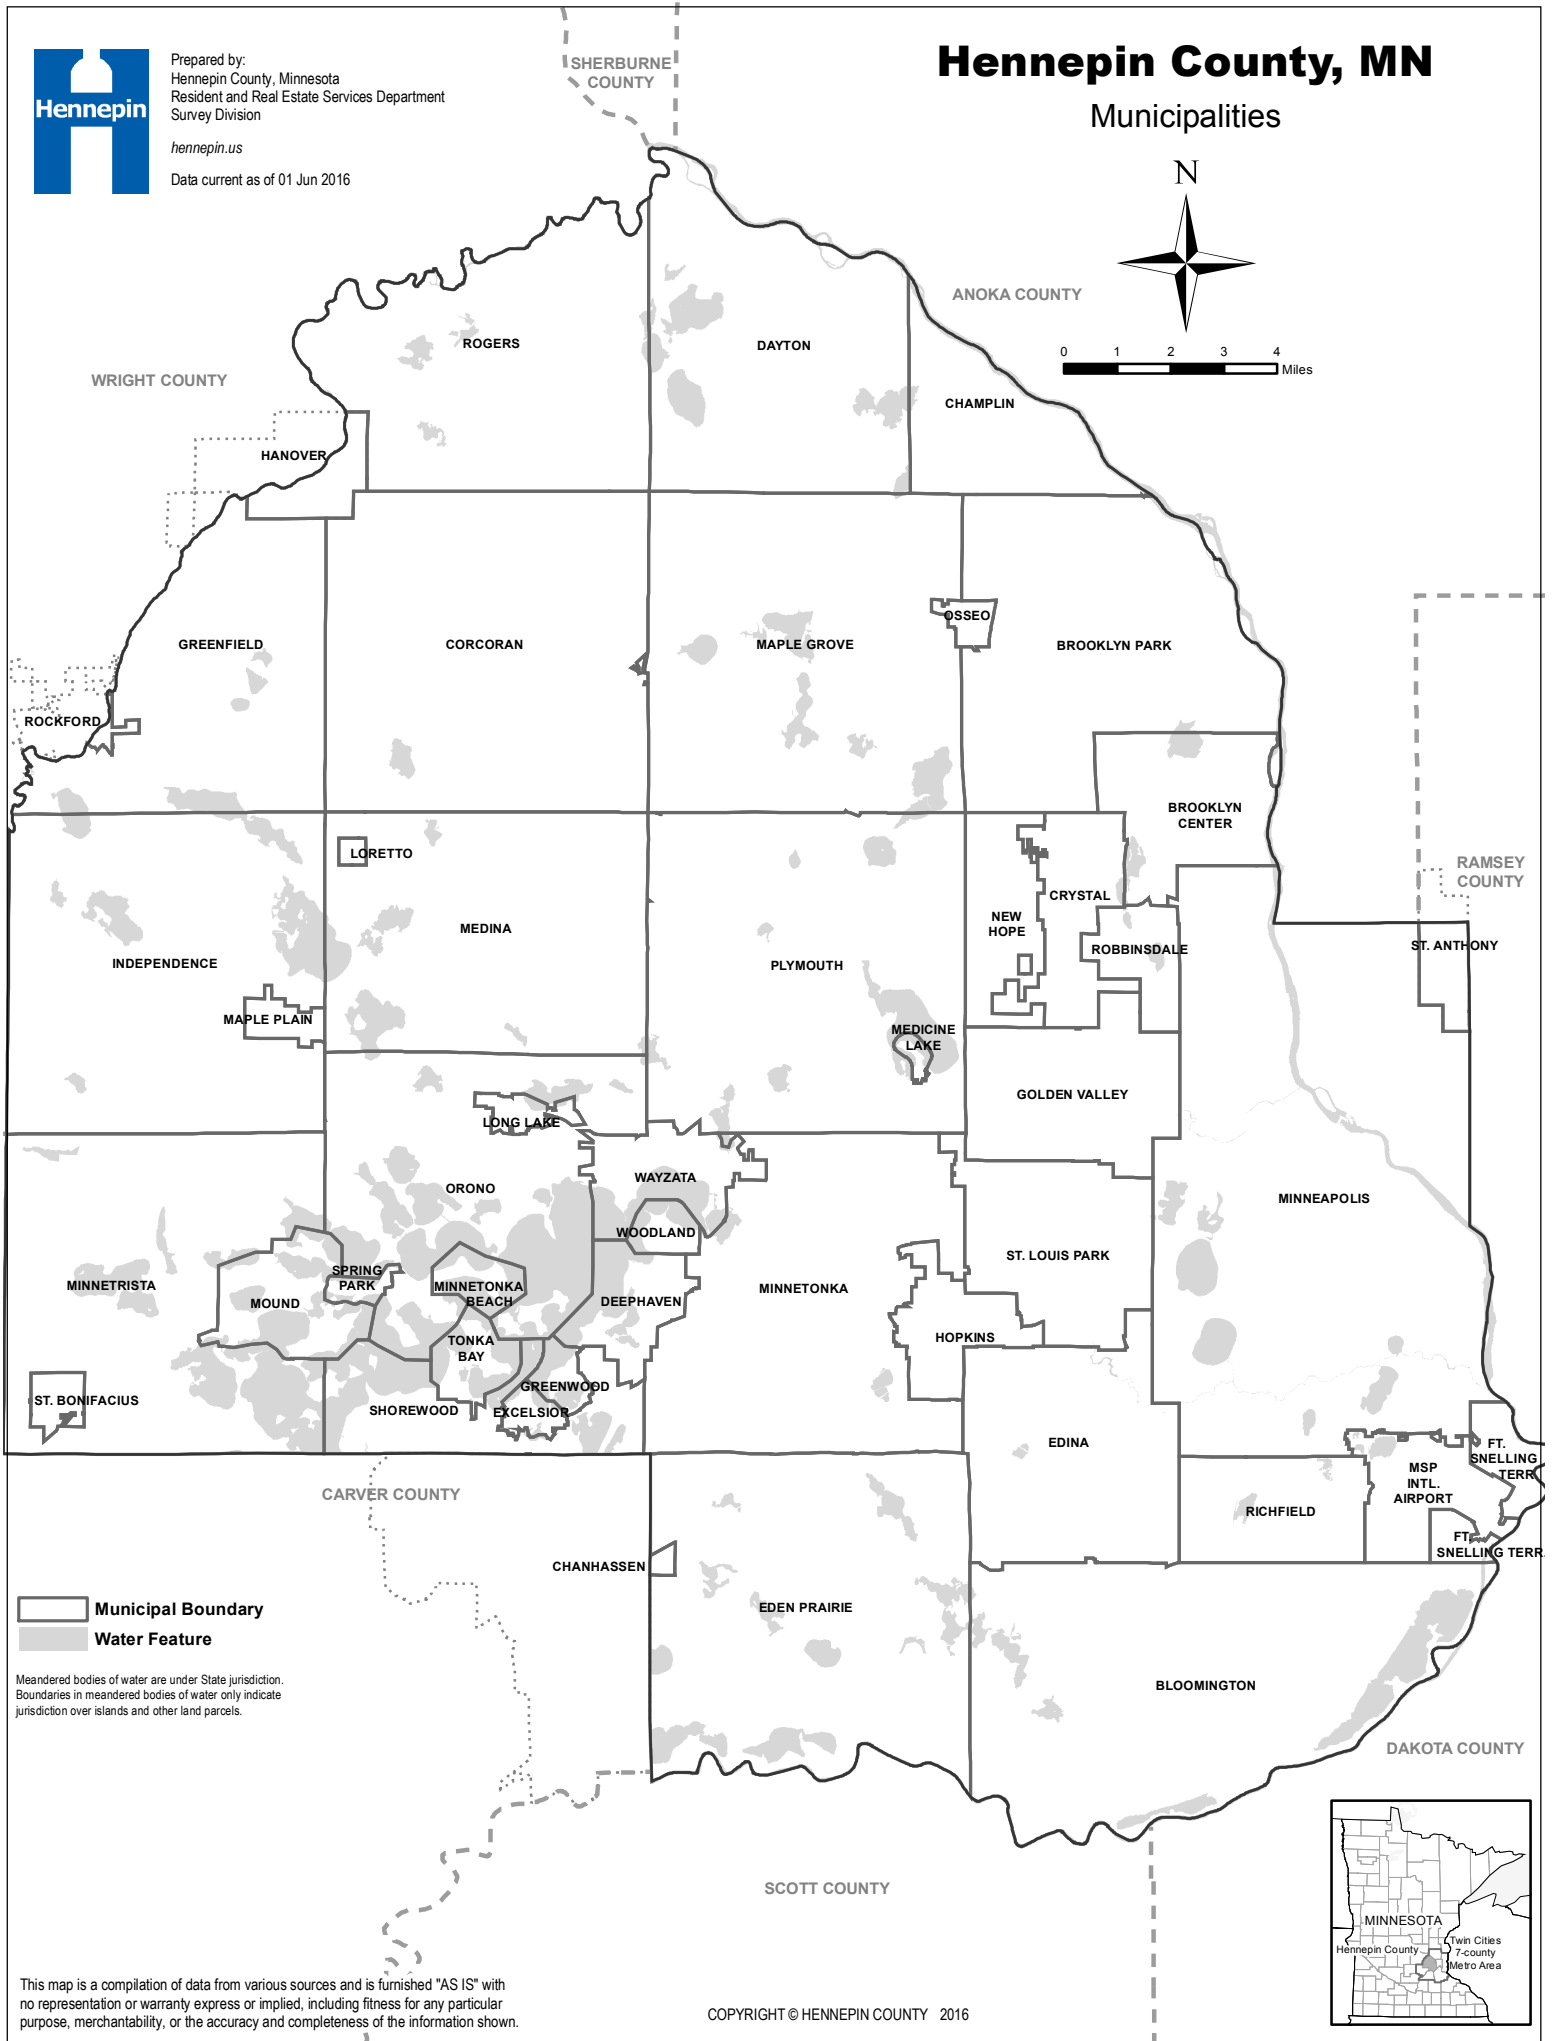 Hennepin
Prepared by:
Hennepin County, Minnesota
Resident and Real Estate Services Department
Survey Division
hennepin.us
Data current as of 01 Jun 2016
Hennepin County, MN
Municipalities
N
0 1 2 3 4
Miles
SHERBURNE
COUNTY
ANOKA COUNTY
WRIGHT COUNTY
ROGERS
DAYTON
CHAMPLIN
HANOVER
GREENFIELD
CORCORAN
MAPLE GROVE
OSSEO
BROOKLYN PARK
ROCKFORD
BROOKLYN
CENTER
LORETTO
RAMSEY
COUNTY
CRYSTAL
NEW
HOPE
MEDINA
ROBBINSDALE
ST. ANTHONY
INDEPENDENCE
PLYMOUTH
MAPLE PLAIN
MEDICINE
LAKE
GOLDEN VALLEY
LONG LAKE
WAYZATA
ORONO
MINNEAPOLIS
WOODLAND
ST. LOUIS PARK
SPRING
PARK
MINNETRISTA
MINNETONKA
BEACH
MINNETONKA
DEEPHAVEN
MOUND
HOPKINS
TONKA
BAY
GREENWOOD
ST. BONIFACIUS
SHOREWOOD
EXCELSIOR
EDINA
FT.
SNELLING
TERR.
MSP
INTL.
AIRPORT
CARVER COUNTY
RICHFIELD
FT.
SNELLING TERR.
CHANHASSEN
EDEN PRAIRIE
BLOOMINGTON
Municipal Boundary
Water Feature
Meandered bodies of water are under State jurisdiction.
Boundaries in meandered bodies of water only indicate
jurisdiction over islands and other land parcels.
DAKOTA COUNTY
SCOTT COUNTY
MINNESOTA
Hennepin County
Twin Cities
7-county
Metro Area
This map is a compilation of data from various sources and is furnished "AS IS" with
no representation or warranty express or implied, including fitness for any particular
purpose, merchantability, or the accuracy and completeness of the information shown.
COPYRIGHT © HENNEPIN COUNTY 2016